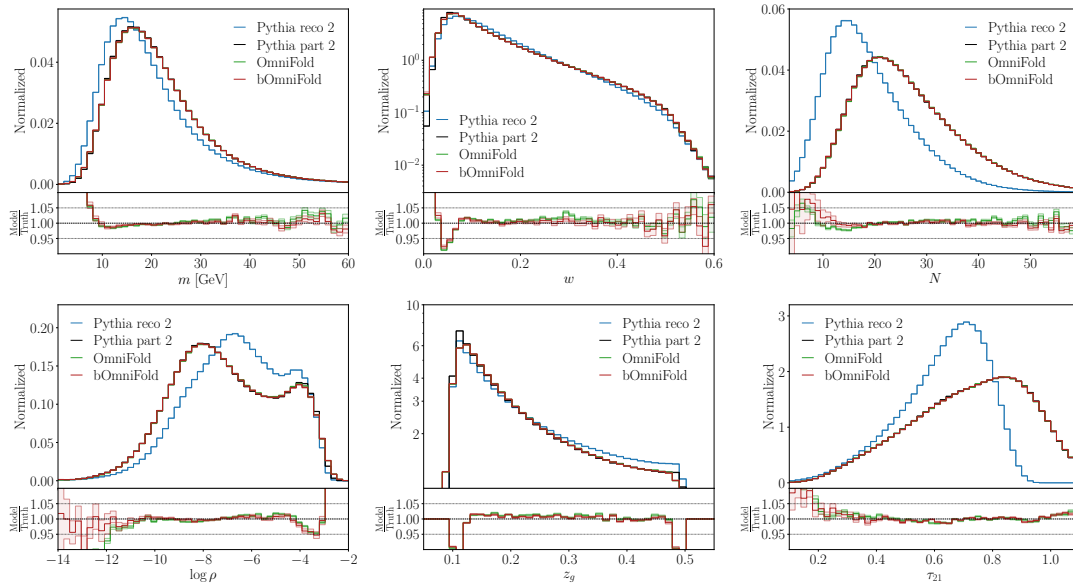 Normalized
0.04
0.02
0.00
Pythia reco 2
Pythia part 2
OmniFold
bOmniFold
Model
Truth
1.05
1.00
0.95
10 20 30 40 50 60
m [GeV]
Normalized
10⁰
10⁻¹
10⁻²
Pythia reco 2
Pythia part 2
OmniFold
bOmniFold
Model
Truth
1.05
1.00
0.95
0.0 0.2 0.4 0.6
w
Normalized
0.06
0.04
0.02
0.00
Pythia reco 2
Pythia part 2
OmniFold
bOmniFold
Model
Truth
1.05
1.00
0.95
10 20 30 40 50
N
Normalized
0.20
0.15
0.10
0.05
0.00
Pythia reco 2
Pythia part 2
OmniFold
bOmniFold
Model
Truth
1.05
1.00
0.95
−14 −12 −10 −8 −6 −4 −2
log ρ
Normalized
10
6
4
3
2
Pythia reco 2
Pythia part 2
OmniFold
bOmniFold
Model
Truth
1.05
1.00
0.95
0.1 0.2 0.3 0.4 0.5
z_g
Normalized
3
2
1
0
Pythia reco 2
Pythia part 2
OmniFold
bOmniFold
Model
Truth
1.05
1.00
0.95
0.2 0.4 0.6 0.8 1.0
τ₂₁